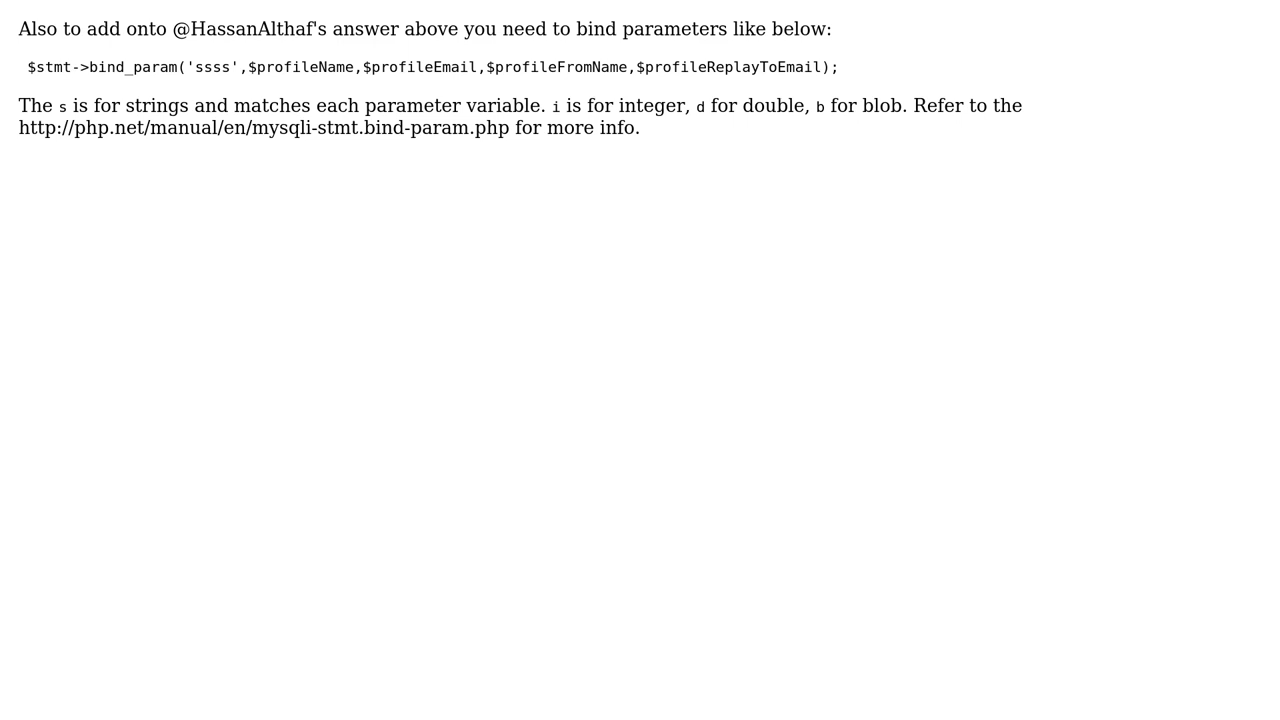 Also to add onto @HassanAlthaf's answer above you need to bind parameters like below:
$stmt->bind_param('ssss',$profileName,$profileEmail,$profileFromName,$profileReplayToEmail);
The s is for strings and matches each parameter variable. i is for integer, d for double, b for blob. Refer to the
http://php.net/manual/en/mysqli-stmt.bind-param.php for more info.